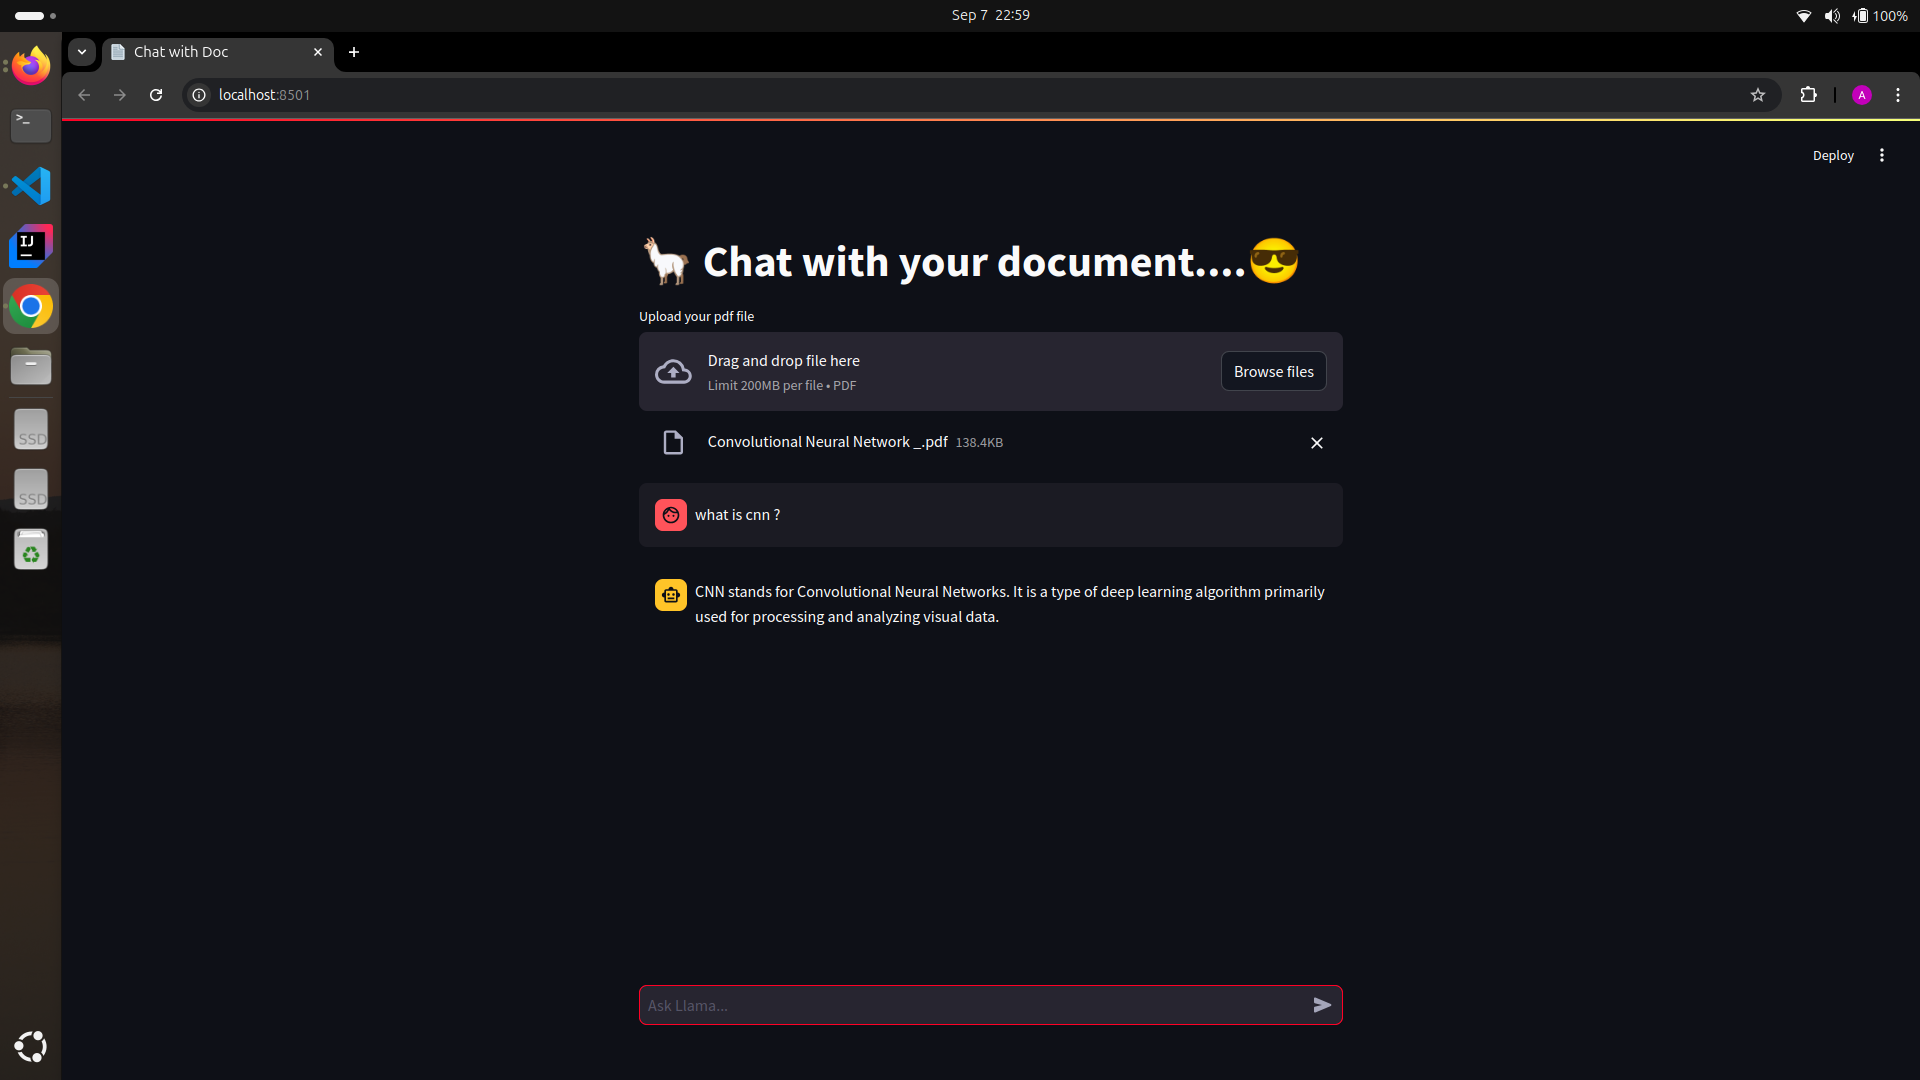 Sep 7 22:59
100%
Chat with Doc
localhost:8501
A
Deploy
>_
IJ
SSD
SSD
🦙 Chat with your document....😎
Upload your pdf file
Drag and drop file here
Limit 200MB per file • PDF
Browse files
Convolutional Neural Network _.pdf 138.4KB
what is cnn ?
CNN stands for Convolutional Neural Networks. It is a type of deep learning algorithm primarily
used for processing and analyzing visual data.
Ask Llama...